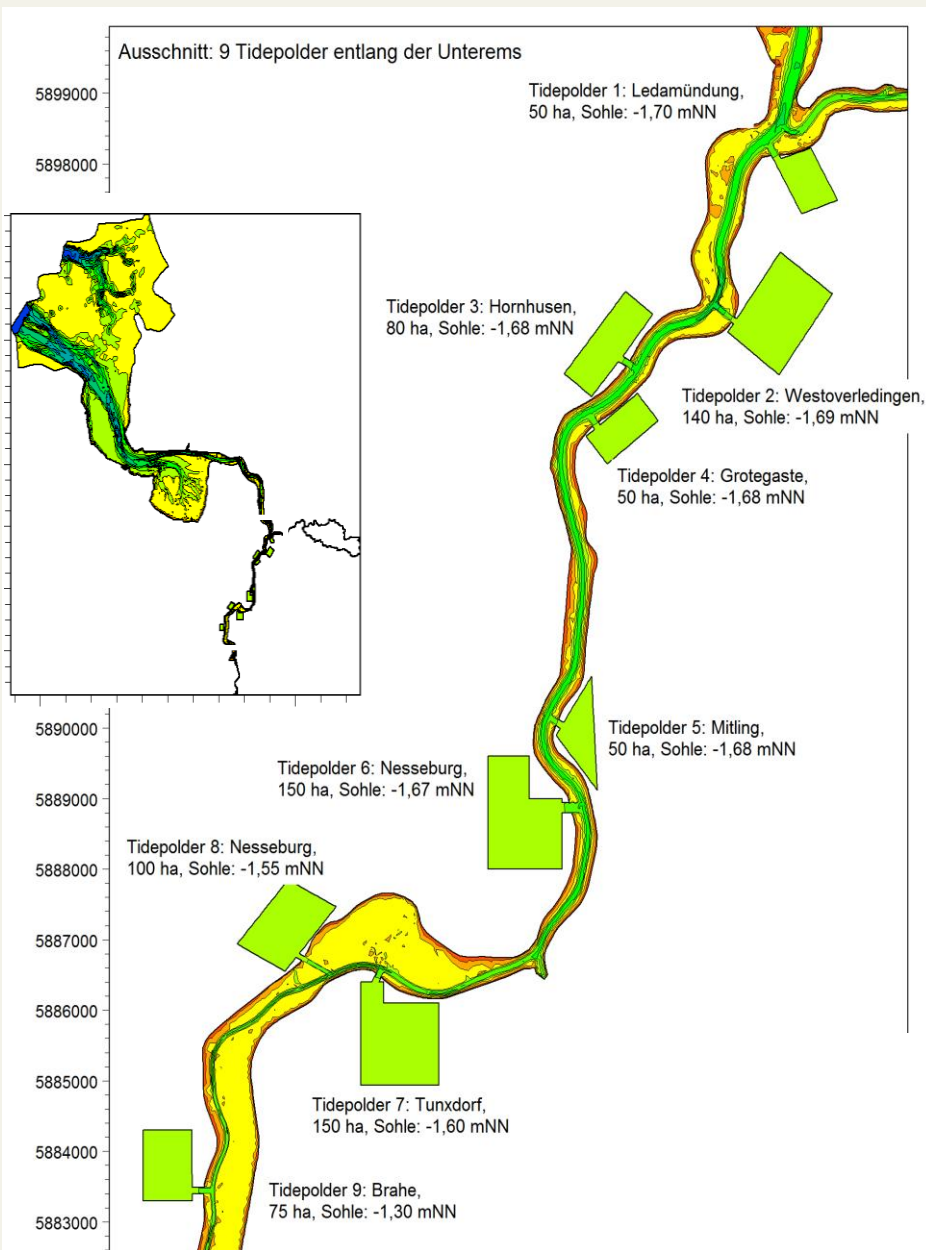 Ausschnitt: 9 Tidepolder entlang der Unterems
5899000
Tidepolder 1: Ledamündung,
50 ha, Sohle: -1,70 mNN
5898000
Tidepolder 3: Hornhusen,
80 ha, Sohle: -1,68 mNN
Tidepolder 2: Westoverledingen,
140 ha, Sohle: -1,69 mNN
Tidepolder 4: Grotegaste,
50 ha, Sohle: -1,68 mNN
5890000
Tidepolder 5: Mitling,
50 ha, Sohle: -1,68 mNN
5889000
Tidepolder 6: Nesseburg,
150 ha, Sohle: -1,67 mNN
5888000
Tidepolder 8: Nesseburg,
100 ha, Sohle: -1,55 mNN
5887000
5886000
5885000
Tidepolder 7: Tunxdorf,
150 ha, Sohle: -1,60 mNN
5884000
Tidepolder 9: Brahe,
75 ha, Sohle: -1,30 mNN
5883000